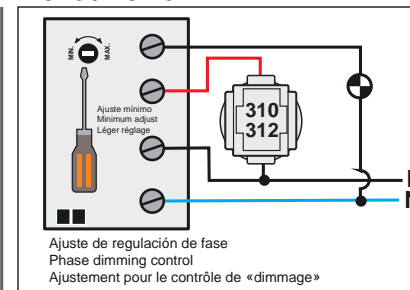 MIN.
MAX.
Ajuste mínimo
Minimum adjust
Léger réglage
310
312
Ajuste de regulación de fase
Phase dimming control
Ajustement pour le contrôle de «dimmage»